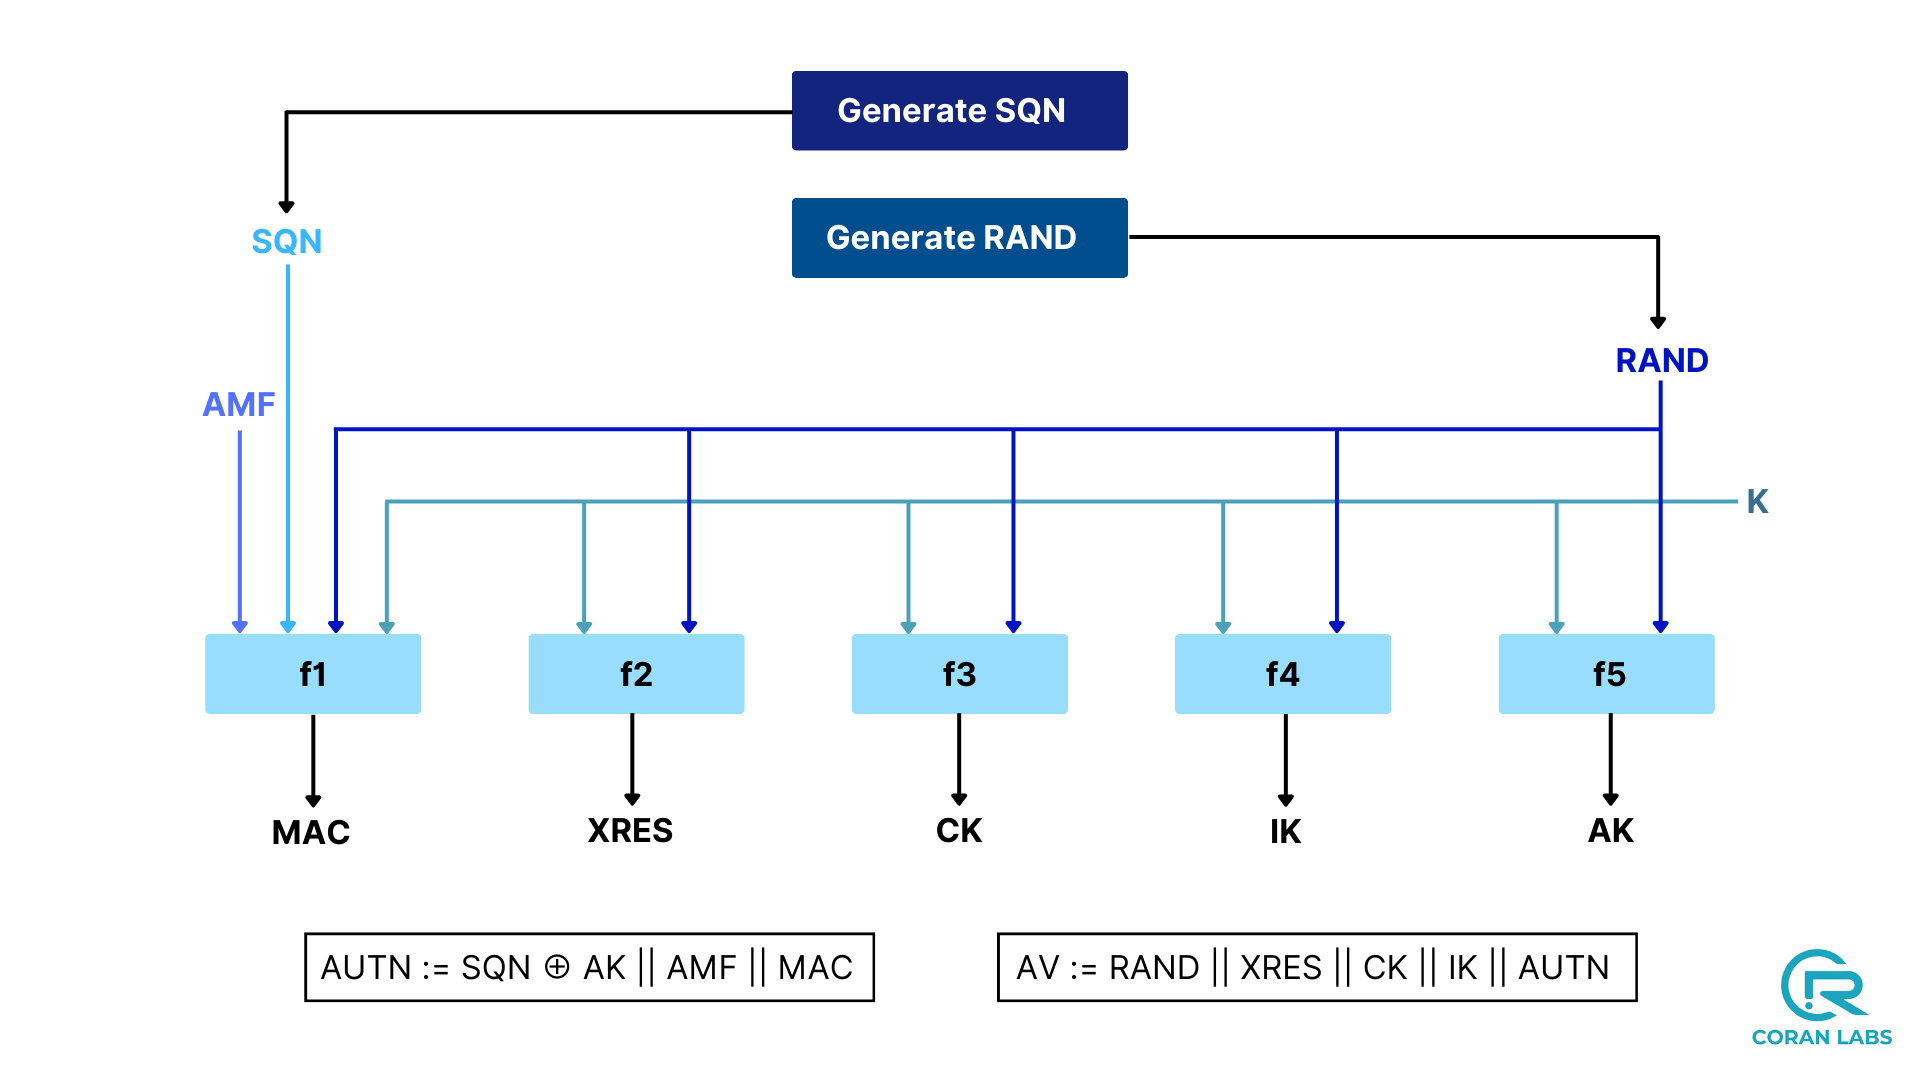 Generate SQN
Generate RAND
SQN
RAND
AMF
K
f1
f2
f3
f4
f5
MAC
XRES
CK
IK
AK
AUTN := SQN ⊕ AK || AMF || MAC
AV := RAND || XRES || CK || IK || AUTN
CORAN LABS